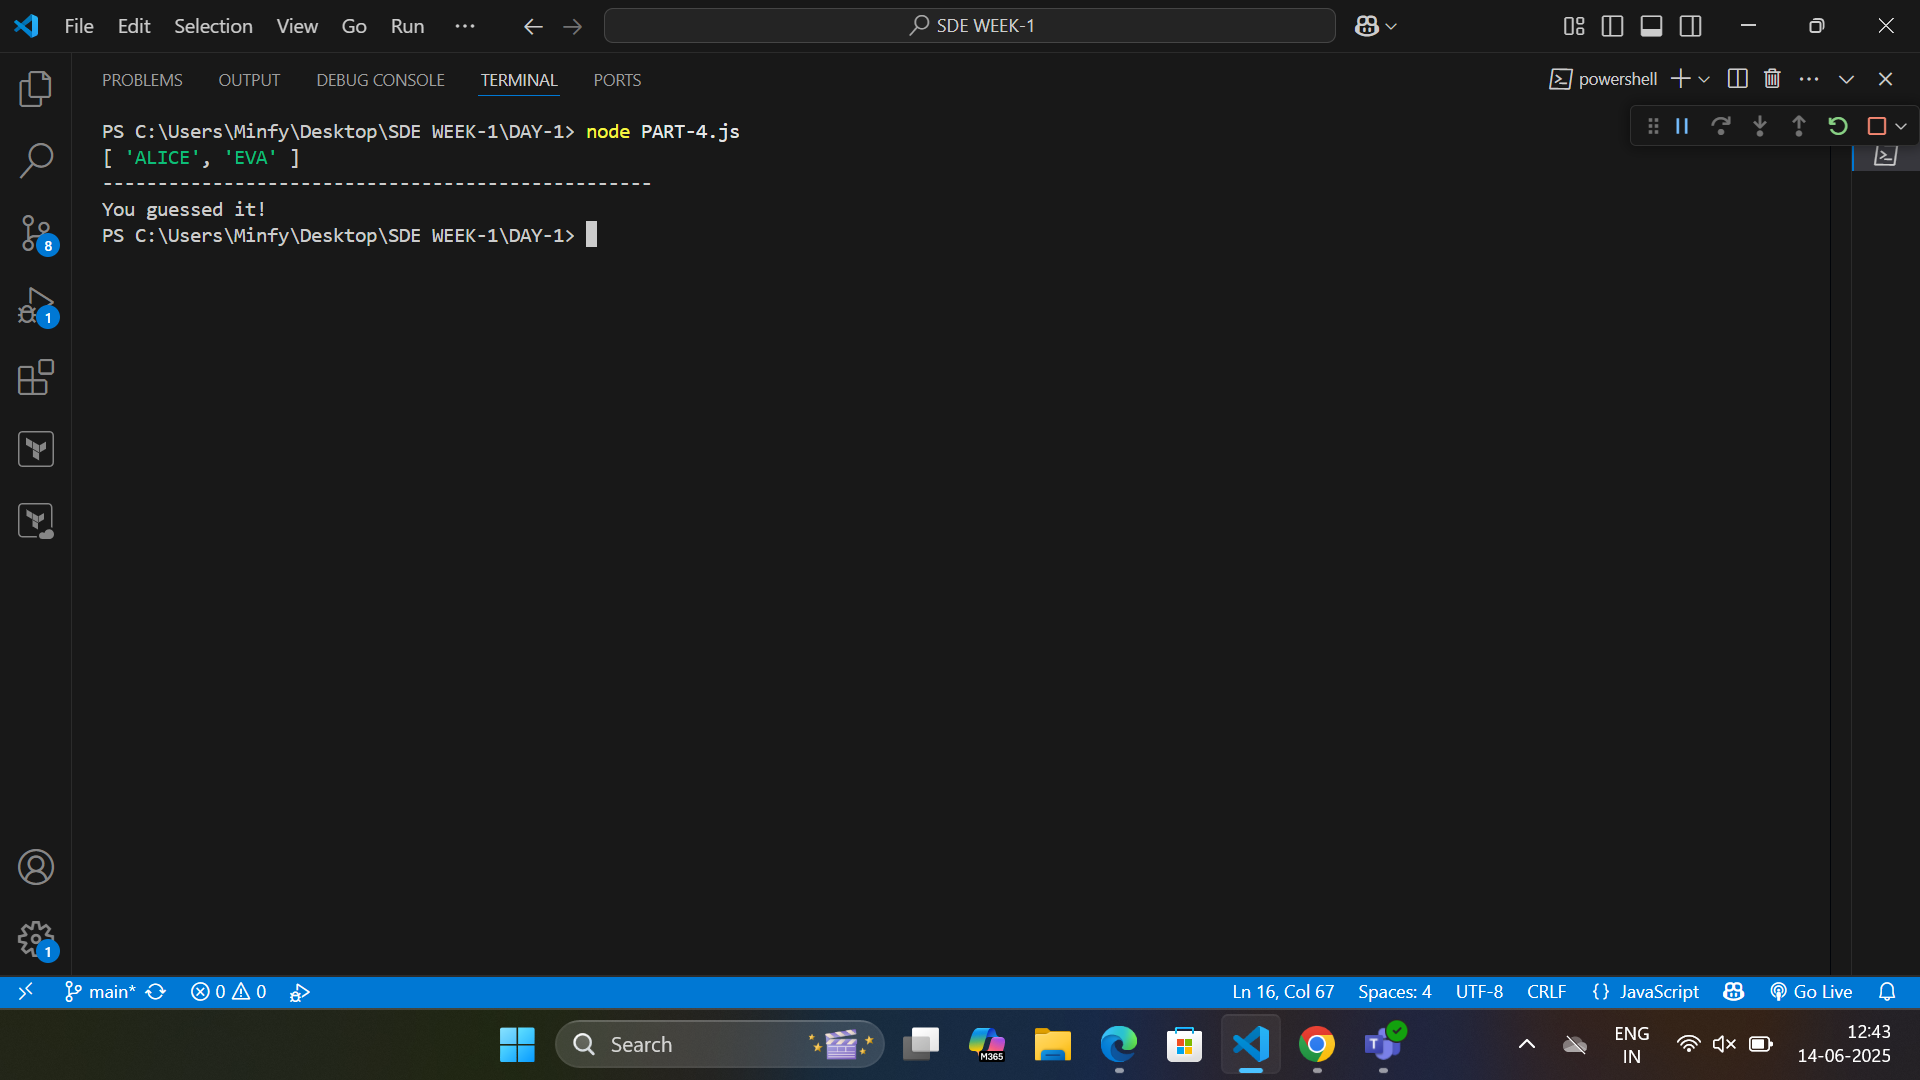 File Edit Selection View Go Run ··· SDE WEEK-1
PROBLEMS OUTPUT DEBUG CONSOLE TERMINAL PORTS powershell
PS C:\Users\Minfy\Desktop\SDE WEEK-1\DAY-1> node PART-4.js
[ 'ALICE', 'EVA' ]
--------------------------------------------------
You guessed it!
PS C:\Users\Minfy\Desktop\SDE WEEK-1\DAY-1>
8
1
1
main* 0 0 Ln 16, Col 67 Spaces: 4 UTF-8 CRLF {} JavaScript Go Live
Search M365 T ENG 12:43
IN 14-06-2025